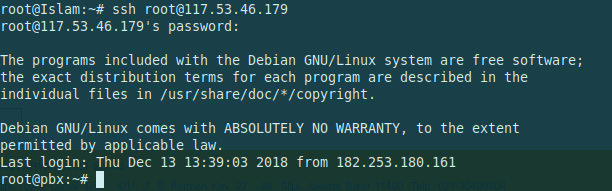 root@Islam:~# ssh root@117.53.46.179
root@117.53.46.179's password:

The programs included with the Debian GNU/Linux system are free software;
the exact distribution terms for each program are described in the
individual files in /usr/share/doc/*/copyright.

Debian GNU/Linux comes with ABSOLUTELY NO WARRANTY, to the extent
permitted by applicable law.
Last login: Thu Dec 13 13:39:03 2018 from 182.253.180.161
root@pbx:~#